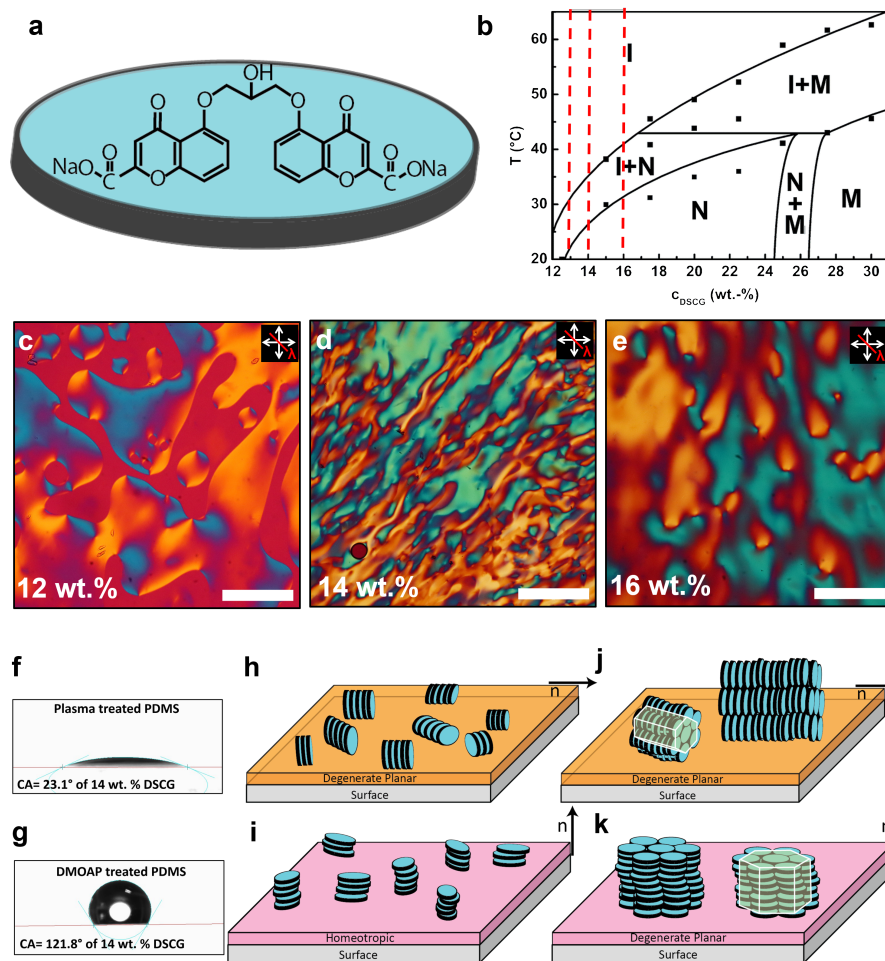 a
OH
O
O
O
O
NaO
C
O
O
O
C
O
ONa
b
T (°C)
60
50
40
30
20
I
I+M
I+N
N
N
+
M
M
12 14 16 18 20 22 24 26 28 30
c DSCG (wt.-%)
c
λ
12 wt.%
d
λ
14 wt.%
e
λ
16 wt.%
f
Plasma treated PDMS
CA= 23.1° of 14 wt. % DSCG
g
DMOAP treated PDMS
CA= 121.8° of 14 wt. % DSCG
h
n
Degenerate Planar
Surface
i
n
Homeotropic
Surface
j
n
Degenerate Planar
Surface
k
n
Degenerate Planar
Surface